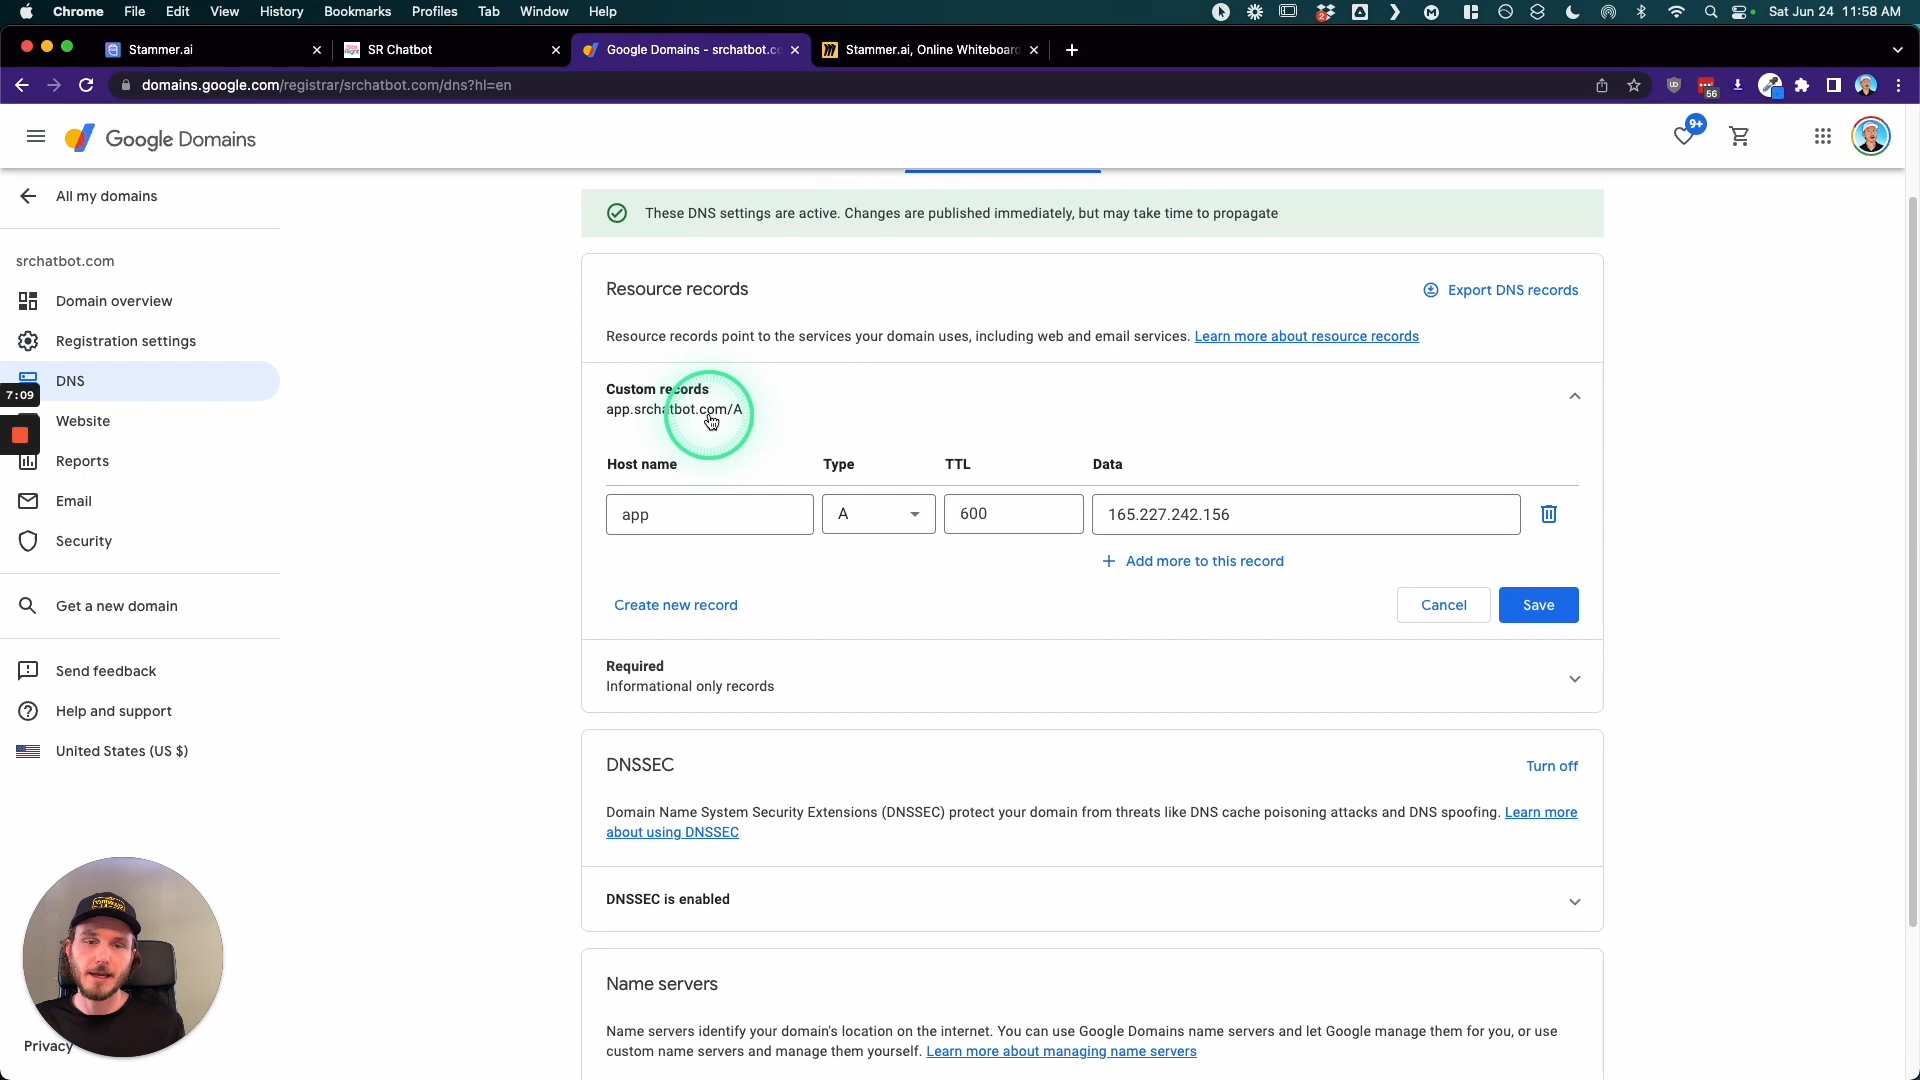 Chrome File Edit View History Bookmarks Profiles Tab Window Help Sat Jun 24 11:58 AM
Stammer.ai SR Chatbot Google Domains - srchatbot.co Stammer.ai, Online Whiteboard
domains.google.com/registrar/srchatbot.com/dns?hl=en
56
Google Domains
9+
All my domains
srchatbot.com
Domain overview
Registration settings
DNS
7:09
Website
Reports
Email
Security
Get a new domain
Send feedback
Help and support
United States (US $)
Privacy
These DNS settings are active. Changes are published immediately, but may take time to propagate
Resource records
Export DNS records
Resource records point to the services your domain uses, including web and email services. Learn more about resource records
Custom records
app.srchatbot.com/A
Host name Type TTL Data
app A 600 165.227.242.156
Add more to this record
Create new record Cancel Save
Required
Informational only records
DNSSEC
Turn off
Domain Name System Security Extensions (DNSSEC) protect your domain from threats like DNS cache poisoning attacks and DNS spoofing. Learn more
about using DNSSEC
DNSSEC is enabled
Name servers
Name servers identify your domain's location on the internet. You can use Google Domains name servers and let Google manage them for you, or use
custom name servers and manage them yourself. Learn more about managing name servers